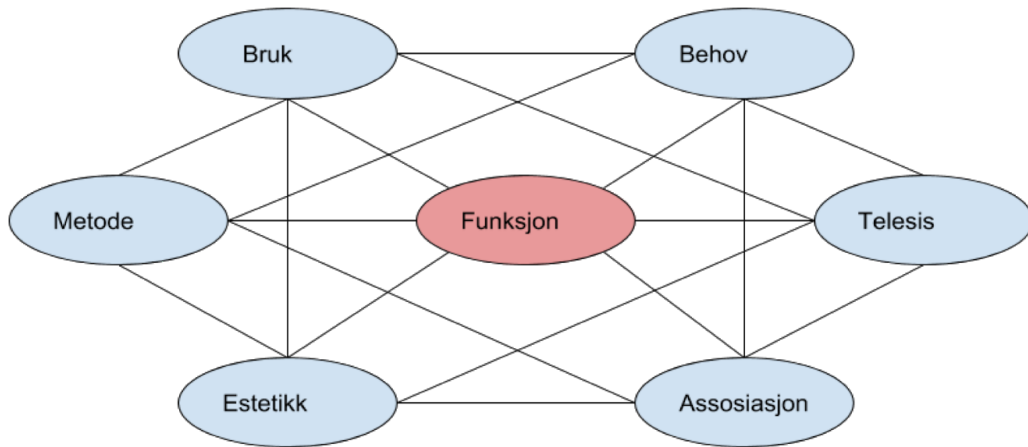 Bruk
Behov
Metode
Funksjon
Telesis
Estetikk
Assosiasjon